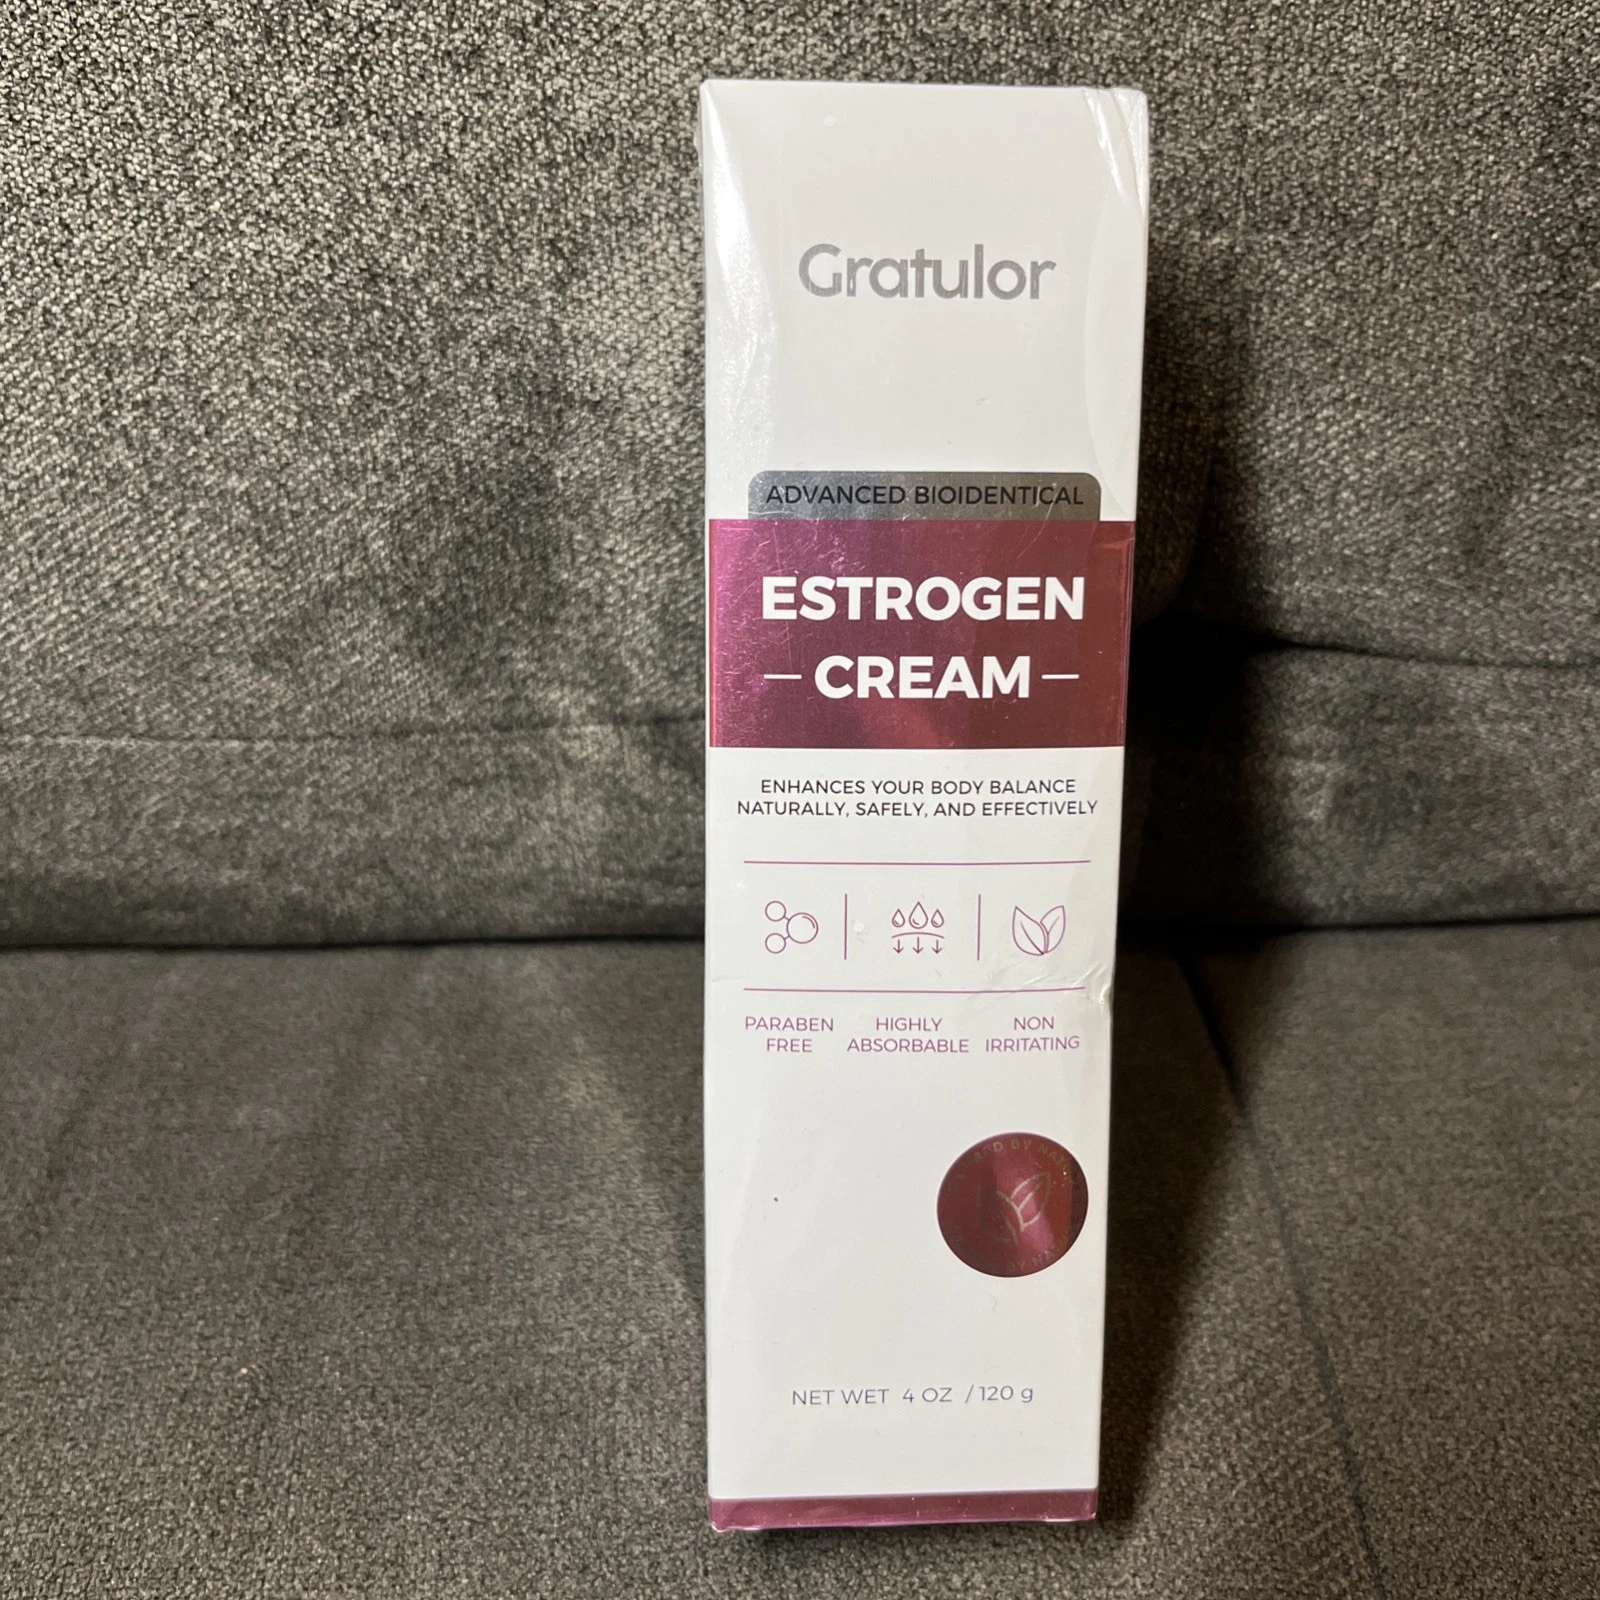 Gratulor
ADVANCED BIOIDENTICAL
ESTROGEN
CREAM
ENHANCES YOUR BODY BALANCE
NATURALLY, SAFELY, AND EFFECTIVELY
PARABEN FREE
HIGHLY ABSORBABLE
NON IRRITATING
NET WET 4 OZ / 120 g